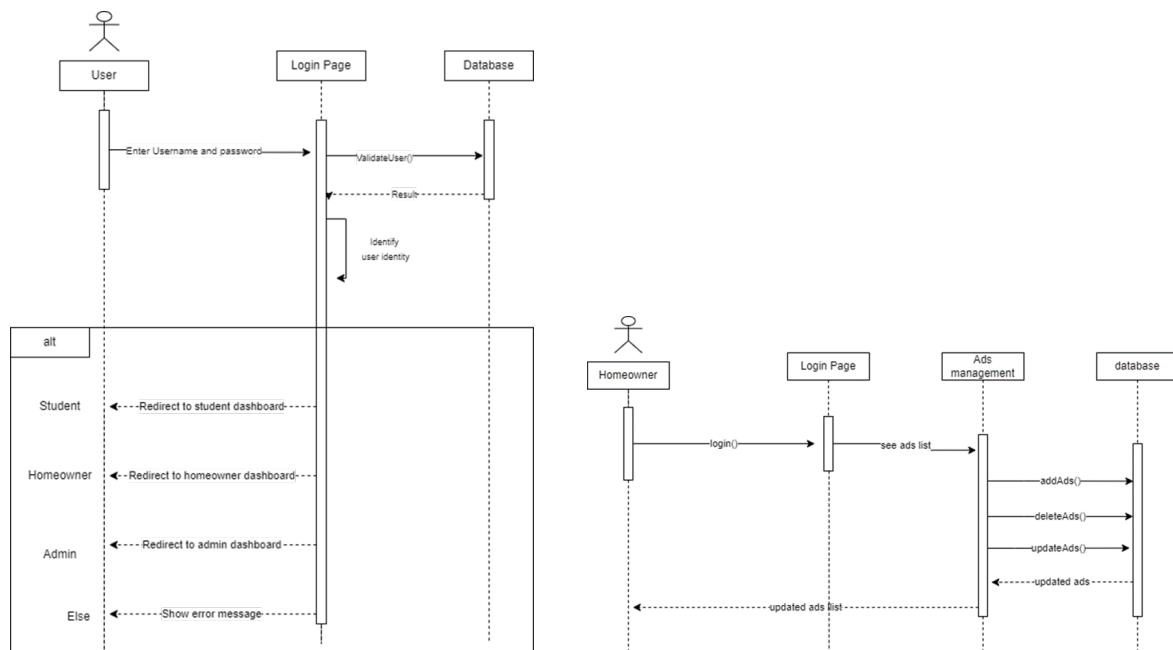 User
Login Page
Database
Enter Username and password
ValidateUser()
Result
Identify
user identity
alt
Student
Redirect to student dashboard
Homeowner
Redirect to homeowner dashboard
Admin
Redirect to admin dashboard
Else
Show error message
Homeowner
Login Page
Ads
management
database
login()
see ads list
addAds()
deleteAds()
updateAds()
updated ads
updated ads list